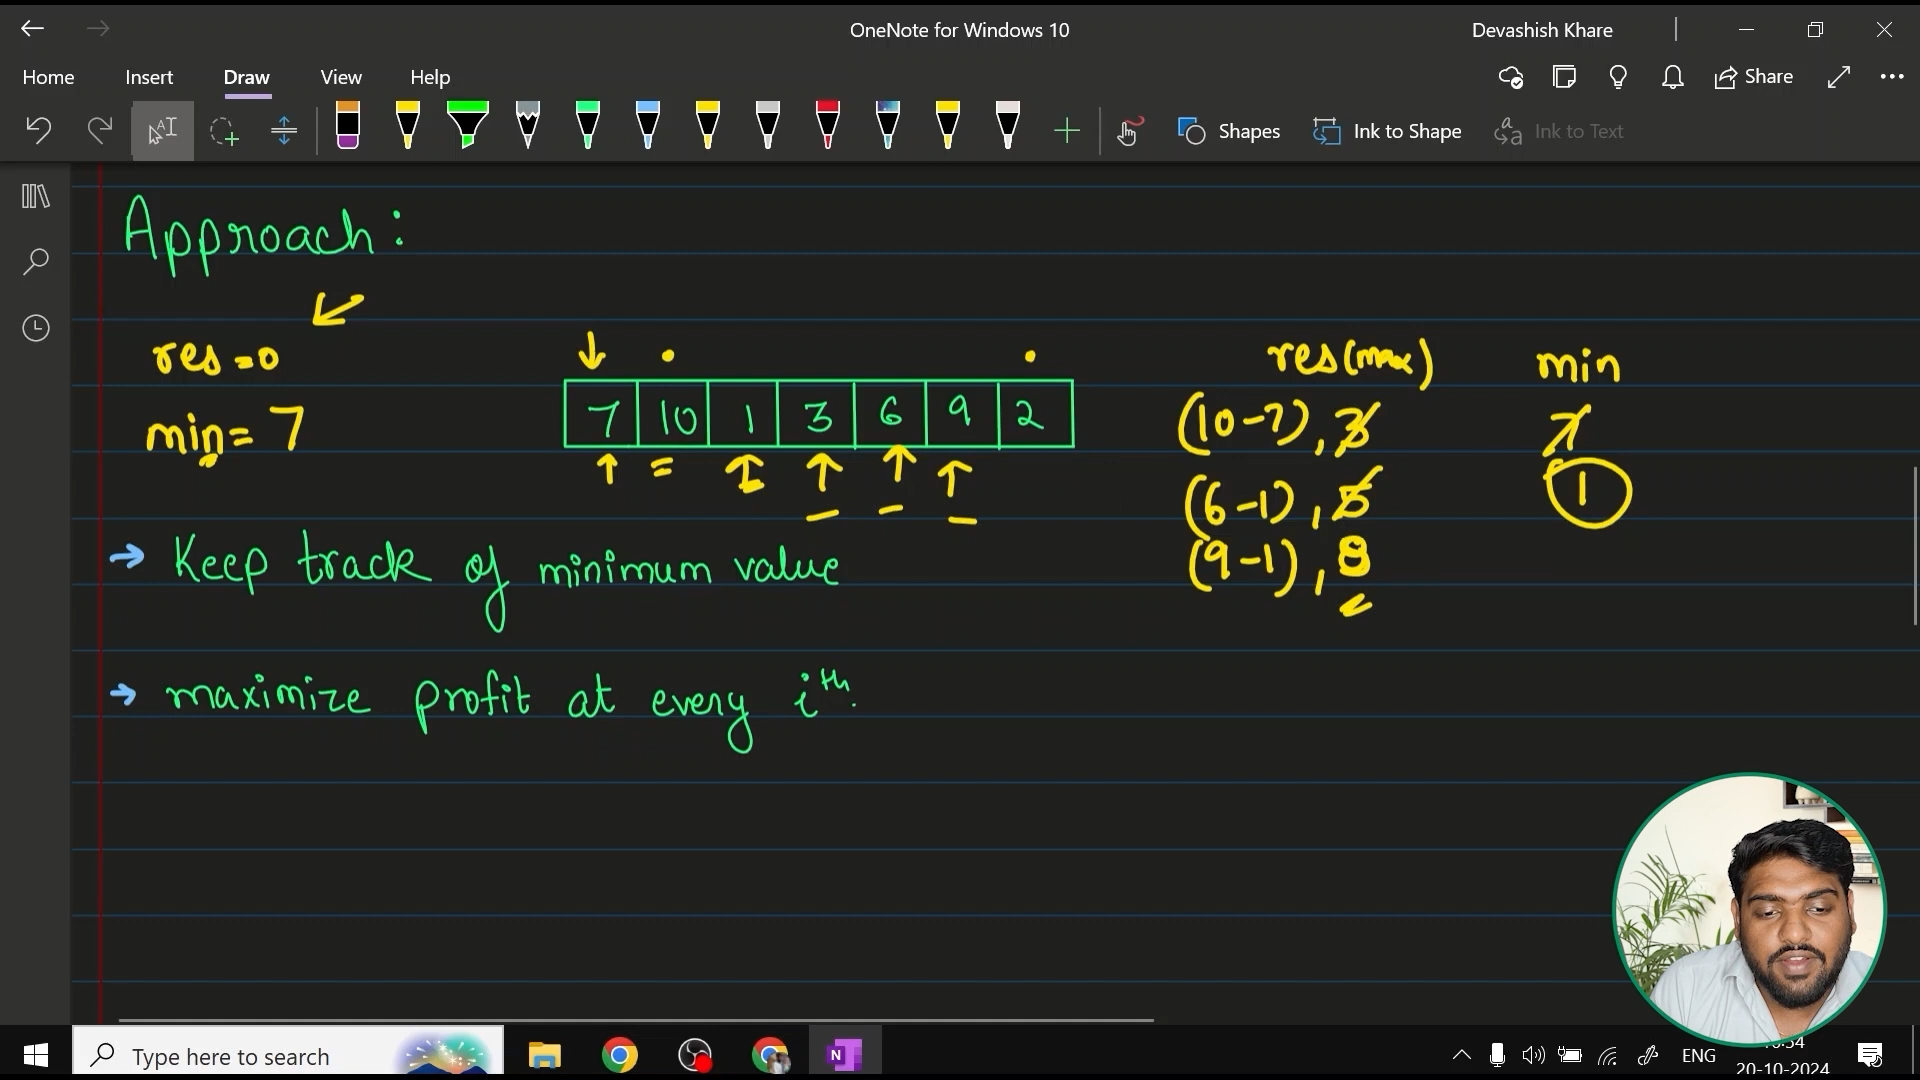 OneNote for Windows 10
Devashish Khare
Home Insert Draw View Help
Share
Shapes Ink to Shape Ink to Text
Approach:
res = 0
min = 7
7 10 1 3 6 9 2
res(max) min
(10-7), 3 7
(6-1), 5 1
(9-1), 8
→ Keep track of minimum value
→ maximize profit at every ith.
Type here to search
ENG
20-10-2024